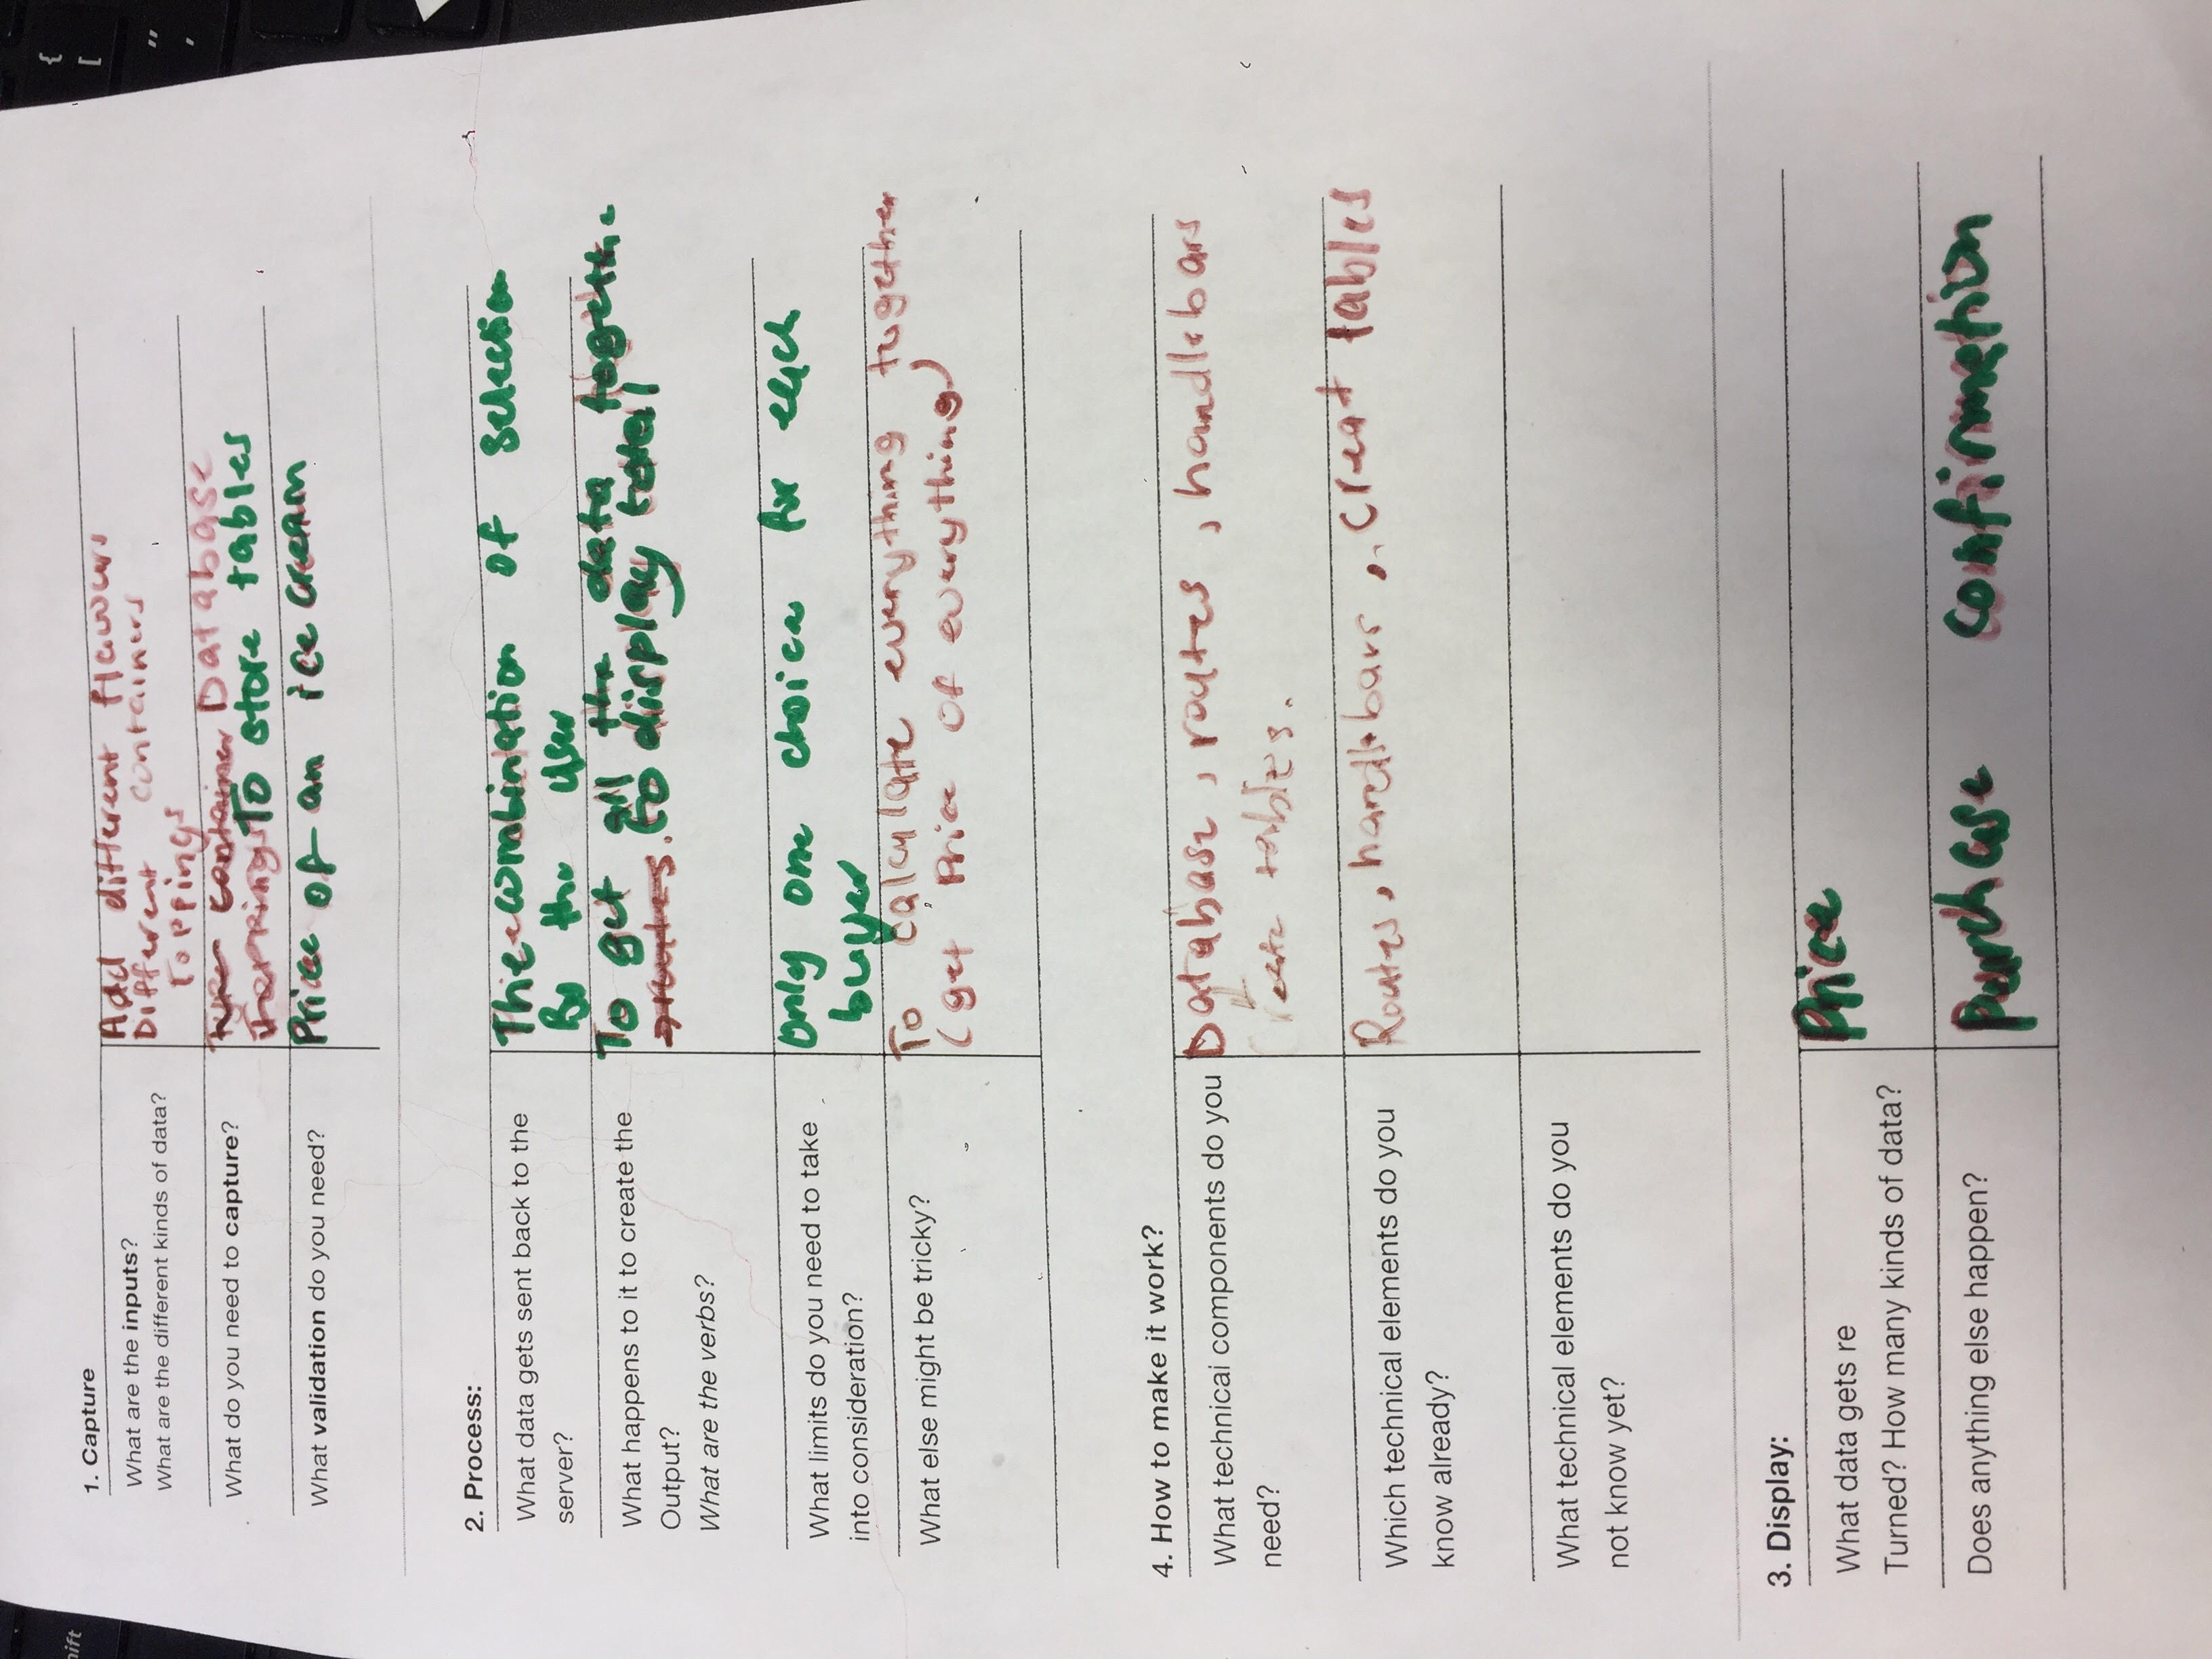 1. Capture
What are the inputs?
What are the different kinds of data?
Add different flavours
Different containers
Toppings
What do you need to capture?
Database
To store tables
What validation do you need?
Price of an ice cream
2. Process:
What data gets sent back to the
server?
The combination of selection
By the user
What happens to it to create the
Output?
What are the verbs?
To get all the data together
to display total
What limits do you need to take
into consideration?
Only one choice for each
buyer
What else might be tricky?
To calculate everything together
(get Price of everything)
4. How to make it work?
What technical components do you
need?
Database, routes, handlebars
Create tables.
Which technical elements do you
know already?
Routes, handlebars, Creat tables
What technical elements do you
not know yet?
3. Display:
What data gets re
Turned? How many kinds of data?
Price
Does anything else happen?
Purchase confirmation
{
[
"
'
hift